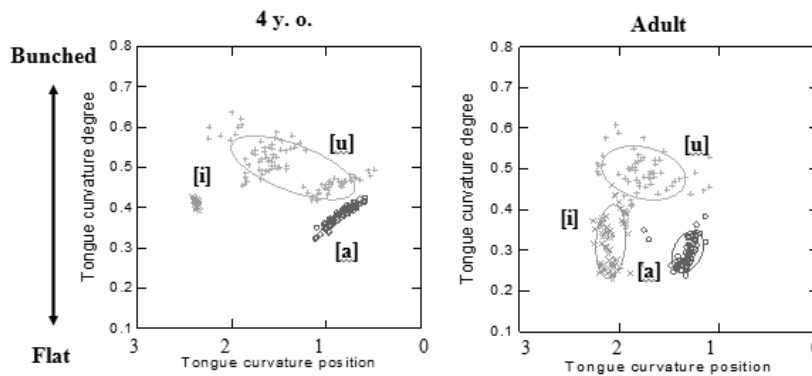 4 y. o.
Adult
Bunched
Flat
Tongue curvature degree
0.8
0.7
0.6
0.5
0.4
0.3
0.2
0.1
[i]
[u]
[a]
3
2
1
0
Tongue curvature position
Tongue curvature degree
0.8
0.7
0.6
0.5
0.4
0.3
0.2
0.1
[u]
[i]
[a]
3
2
1
0
Tongue curvature position